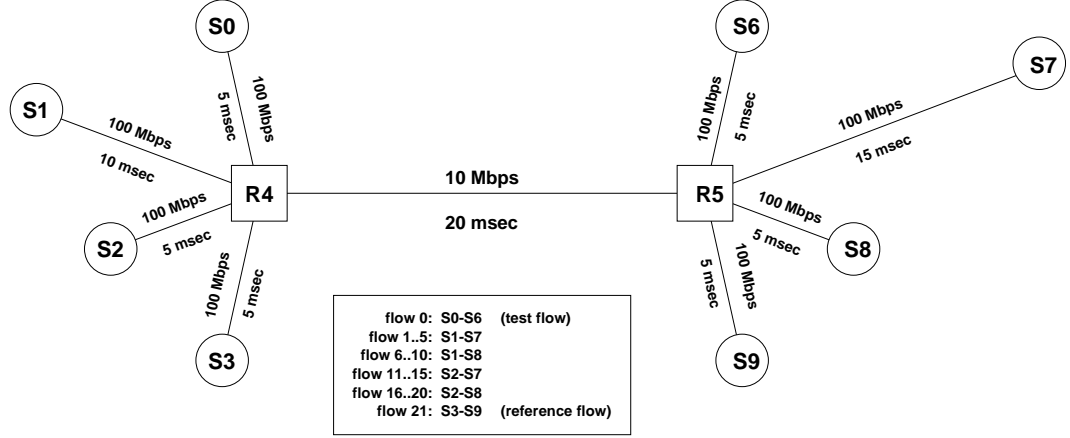 S0
S6
S7
S1
100 Mbps
5 msec
100 Mbps
5 msec
100 Mbps
10 msec
100 Mbps
15 msec
R4
10 Mbps
20 msec
R5
S2
100 Mbps
5 msec
100 Mbps
5 msec
S8
100 Mbps
5 msec
100 Mbps
5 msec
S3
S9
flow 0: S0-S6 (test flow)
flow 1..5: S1-S7
flow 6..10: S1-S8
flow 11..15: S2-S7
flow 16..20: S2-S8
flow 21: S3-S9 (reference flow)